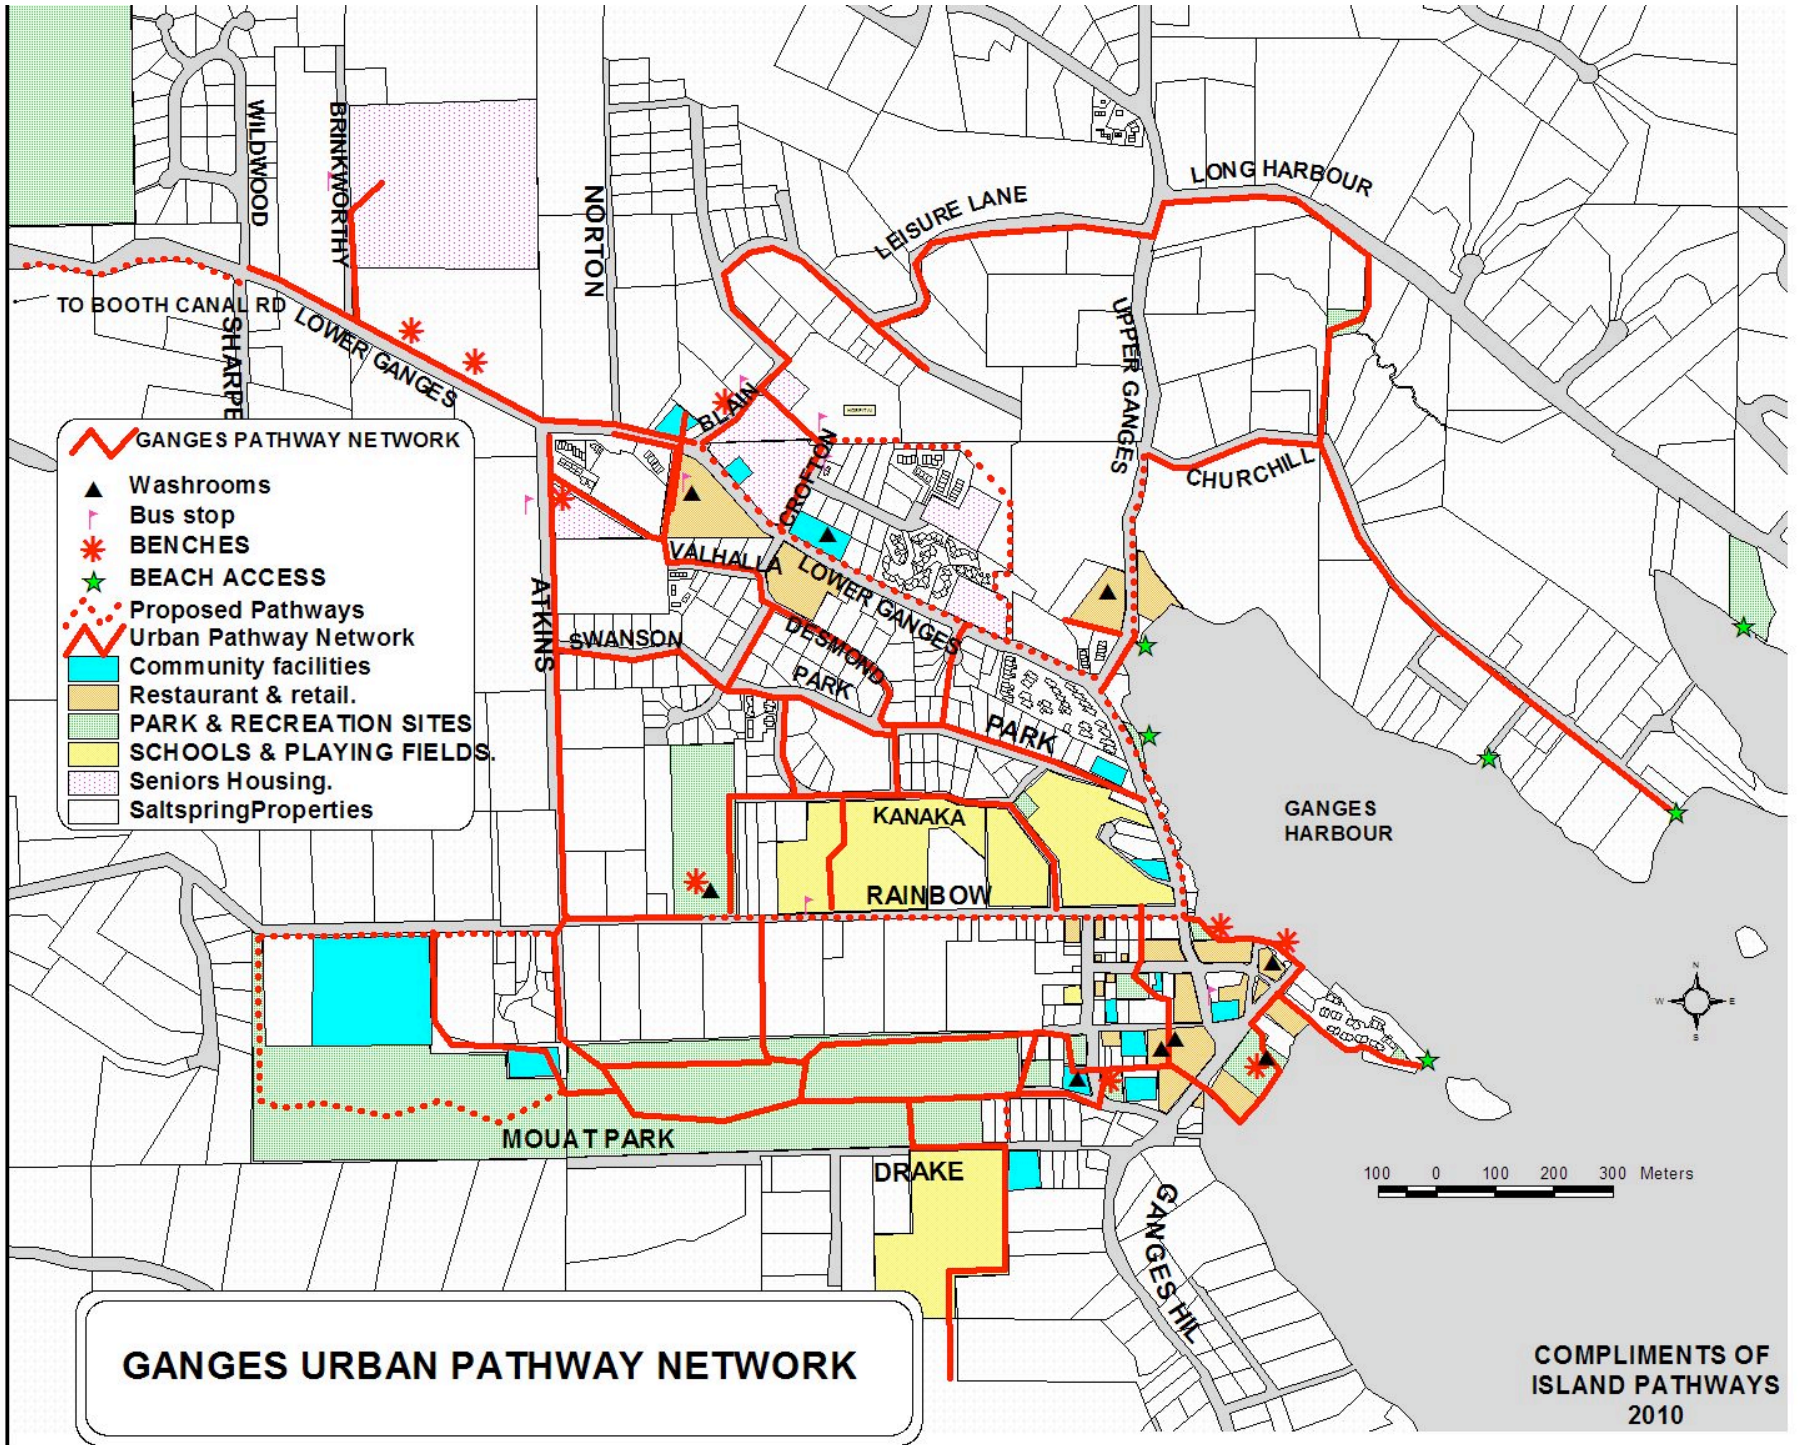 WILDWOOD
BRINKWORTHY
NORTON
LEISURE LANE
LONG HARBOUR
TO BOOTH CANAL RD
SHARPE
LOWER GANGES
UPPER GANGES
BLAIN
CROFTON
CHURCHILL
GANGES PATHWAY NETWORK
Washrooms
Bus stop
BENCHES
BEACH ACCESS
Proposed Pathways
Urban Pathway Network
Community facilities
Restaurant & retail.
PARK & RECREATION SITES
SCHOOLS & PLAYING FIELDS.
Seniors Housing.
SaltspringProperties
ATKINS
VALHALLA
LOWER GANGES
SWANSON
DESMOND
PARK
PARK
KANAKA
RAINBOW
GANGES
HARBOUR
N
W
E
S
MOUAT PARK
DRAKE
GANGES HIL
100 0 100 200 300 Meters
GANGES URBAN PATHWAY NETWORK
COMPLIMENTS OF
ISLAND PATHWAYS
2010